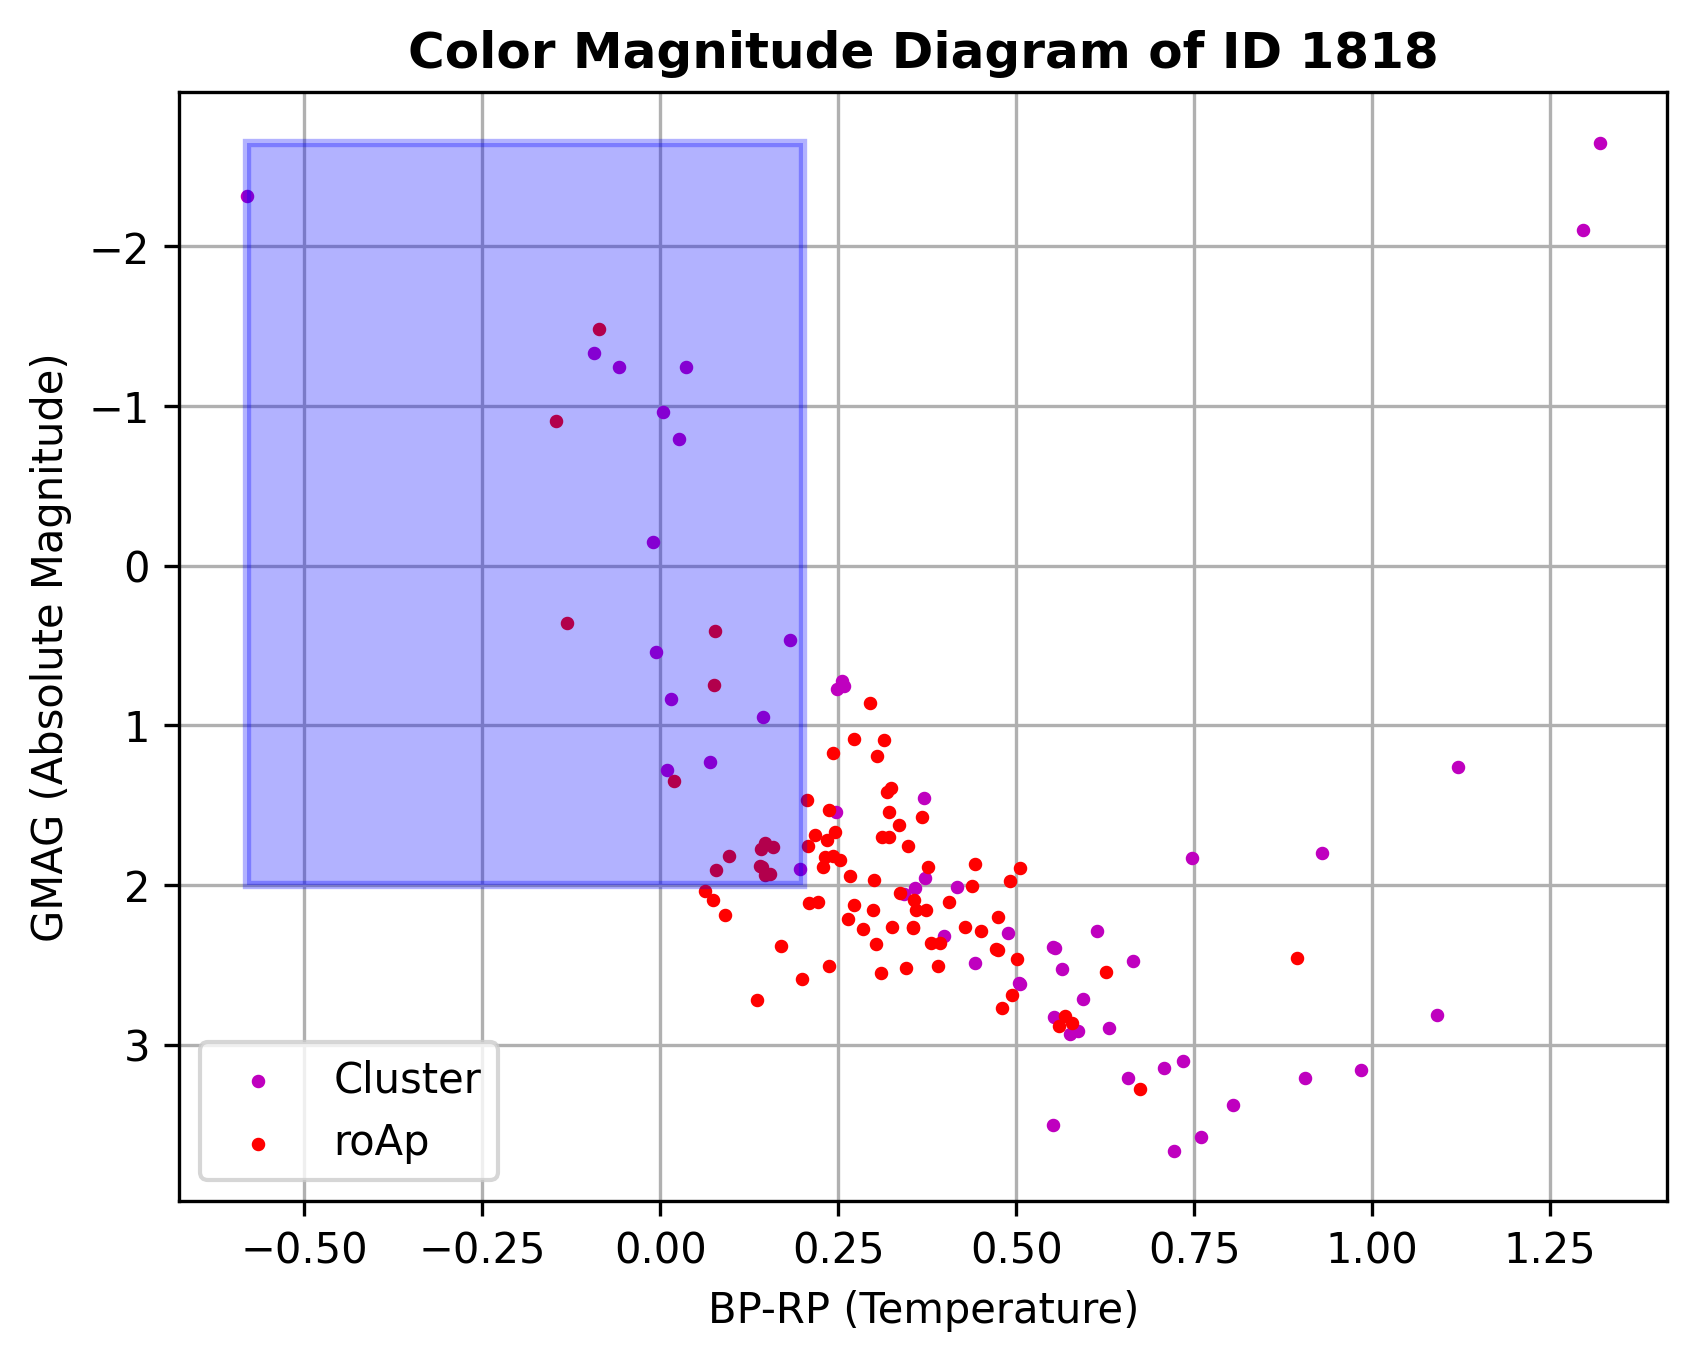 Color Magnitude Diagram of ID 1818
GMAG (Absolute Magnitude)
−2
−1
0
1
2
3
Cluster
roAp
−0.50 −0.25 0.00 0.25 0.50 0.75 1.00 1.25
BP-RP (Temperature)